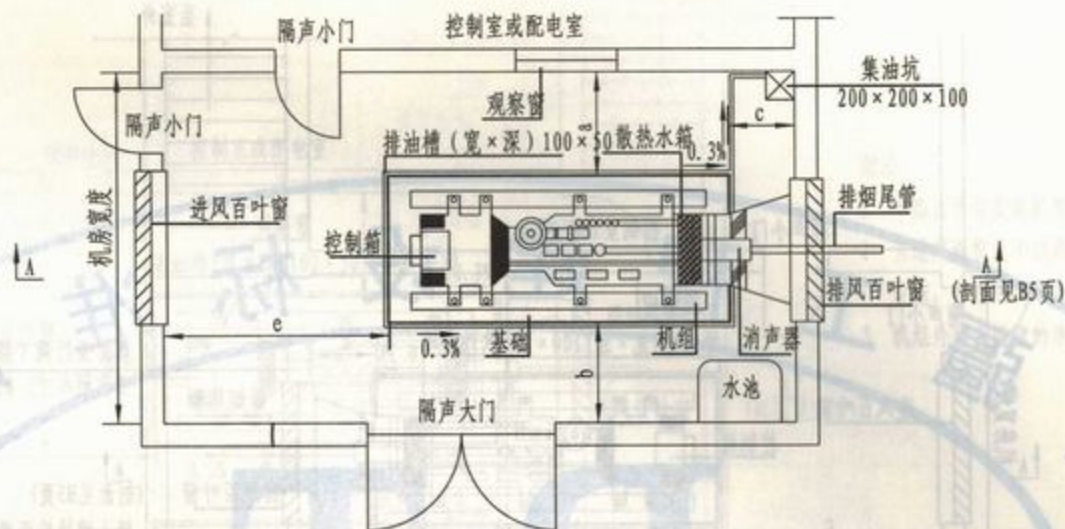 隔声小门
控制室或配电室
集油坑
200×200×100
观察窗
a
c
隔声小门
排油槽（宽×深）100×50
散热水箱
0.3%
机房宽度
进风百叶窗
排烟尾管
控制箱
A
A
排风百叶窗
(剖面见B5页)
e
0.3%
基础
机组
消声器
b
水池
隔声大门